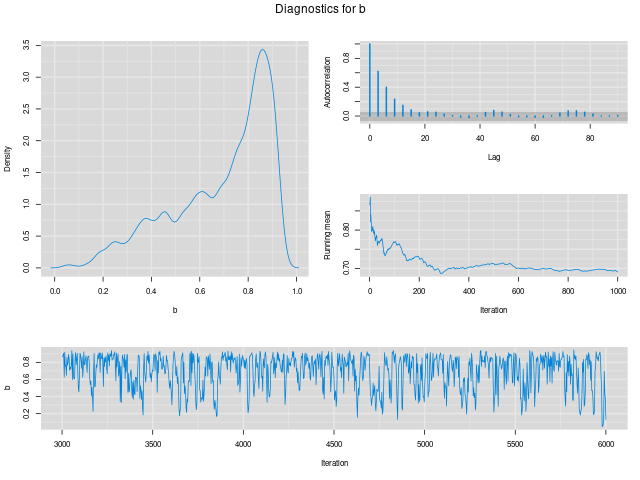 Diagnostics for b
Density
0.0 0.5 1.0 1.5 2.0 2.5 3.0 3.5
0.0 0.2 0.4 0.6 0.8 1.0
b
Autocorrelation
0.0 0.4 0.8
0 20 40 60 80
Lag
Running mean
0.70 0.80
0 200 400 600 800 1000
Iteration
b
0.2 0.4 0.6 0.8
3000 3500 4000 4500 5000 5500 6000
Iteration